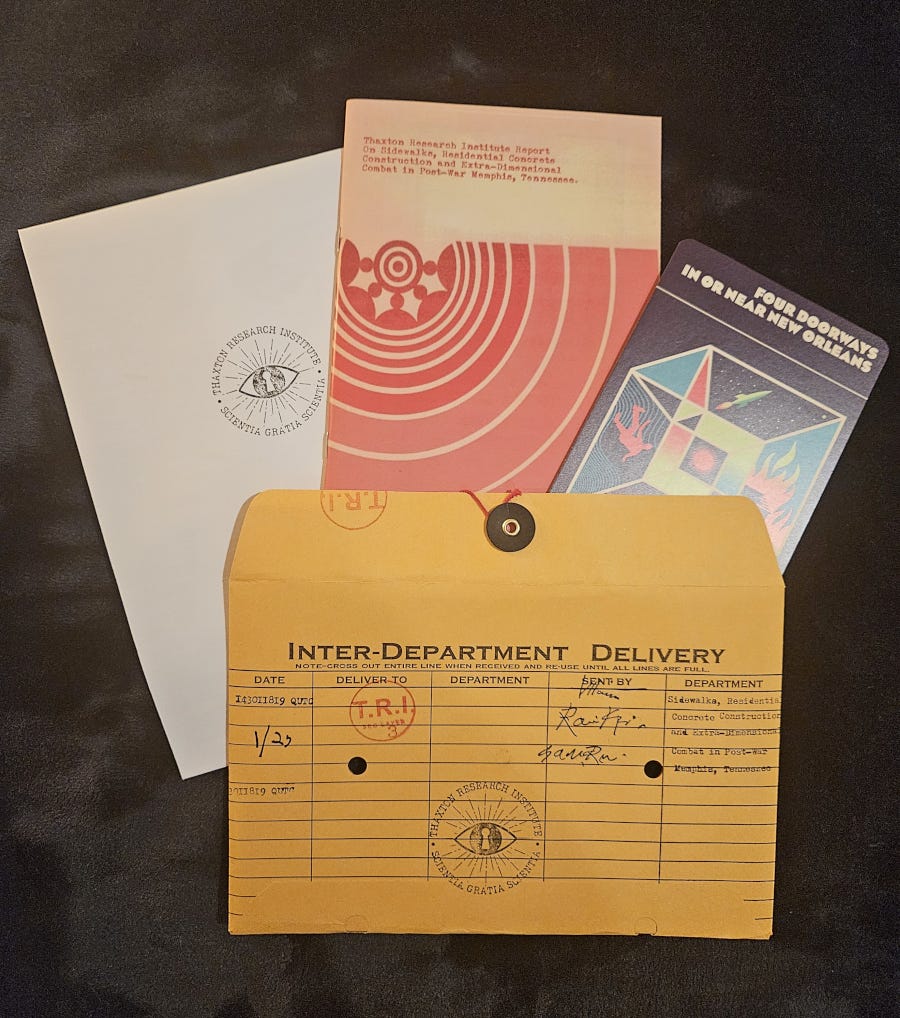 Thaxton Research Institute Report
On Sidewalks, Residential Concrete
Construction and Extra-Dimensional
Combat in Post-War Memphis, Tennessee.
FOUR DOORWAYS
IN OR NEAR NEW ORLEANS
THAXTON RESEARCH INSTITUTE
SCIENTIA GRATIA SCIENTIA
T.R.I.
INTER-DEPARTMENT DELIVERY
NOTE-CROSS OUT ENTIRE LINE WHEN RECEIVED AND RE-USE UNTIL ALL LINES ARE FULL.
DATE DELIVER TO DEPARTMENT SENT BY DEPARTMENT
143011819 QUTC
T.R.I.
3
1/23
Sidewalks, Residential
Concrete Construction
and Extra-Dimensional
Combat in Post-War
Memphis, Tennessee
3011819 QUTC
THAXTON RESEARCH INSTITUTE
SCIENTIA GRATIA SCIENTIA